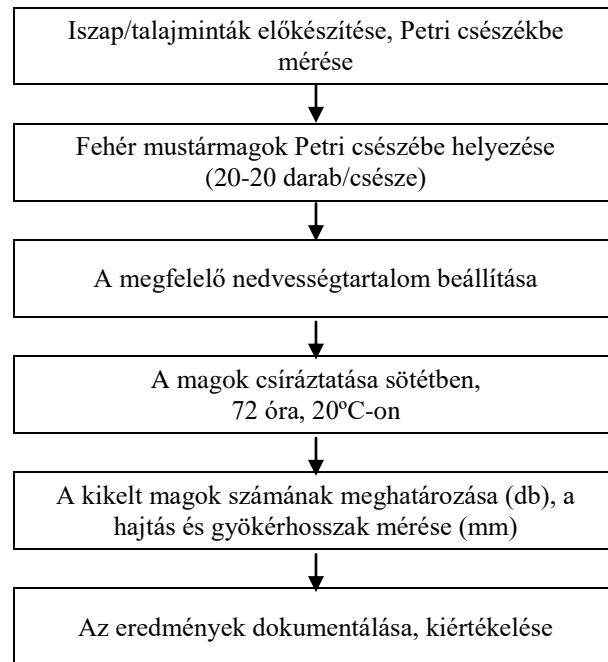 Iszap/talajminták előkészítése, Petri csészékbe
mérése
Fehér mustármagok Petri csészébe helyezése
(20-20 darab/csésze)
A megfelelő nedvességtartalom beállítása
A magok csíráztatása sötétben,
72 óra, 20ºC-on
A kikelt magok számának meghatározása (db), a
hajtás és gyökérhosszak mérése (mm)
Az eredmények dokumentálása, kiértékelése